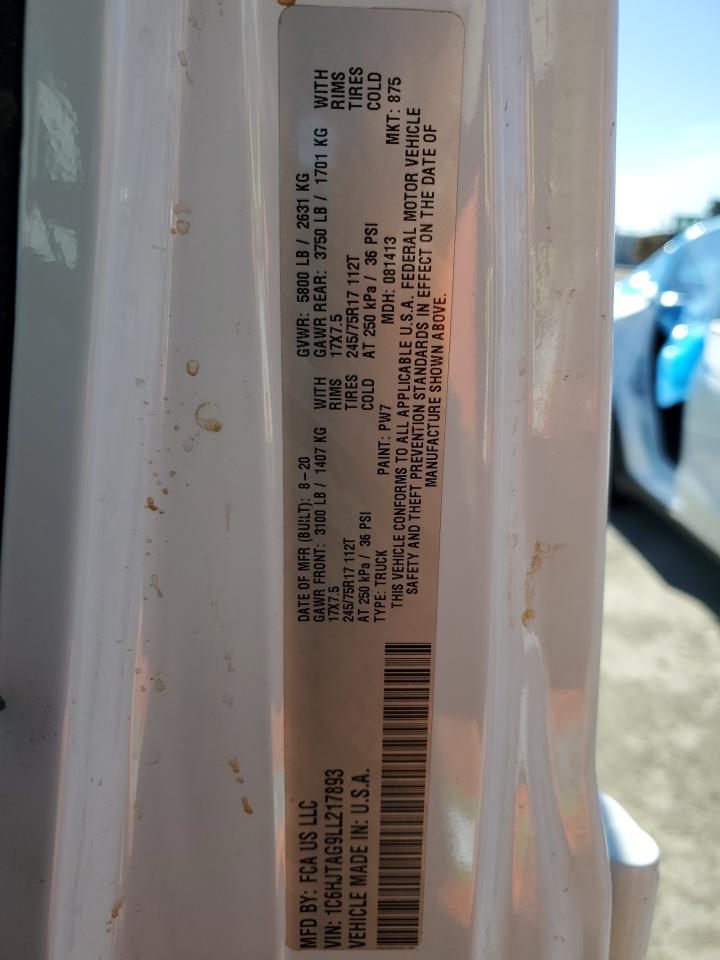 MFD BY: FCA US LLC
DATE OF MFR (BUILT): 8-20
GVWR: 5800 LB / 2631 KG
GAWR FRONT: 3100 LB / 1407 KG WITH
GAWR REAR: 3750 LB / 1701 KG WITH
17X7.5 RIMS
17X7.5 RIMS
245/75R17 112T TIRES
245/75R17 112T TIRES
AT 250 kPa / 36 PSI COLD
AT 250 kPa / 36 PSI COLD
VIN: 1C6HJTAG9LL217893
TYPE: TRUCK PAINT: PW7 MDH: 081413 MKT: 875
VEHICLE MADE IN: U.S.A.
THIS VEHICLE CONFORMS TO ALL APPLICABLE U.S.A. FEDERAL MOTOR VEHICLE
SAFETY AND THEFT PREVENTION STANDARDS IN EFFECT ON THE DATE OF
MANUFACTURE SHOWN ABOVE.